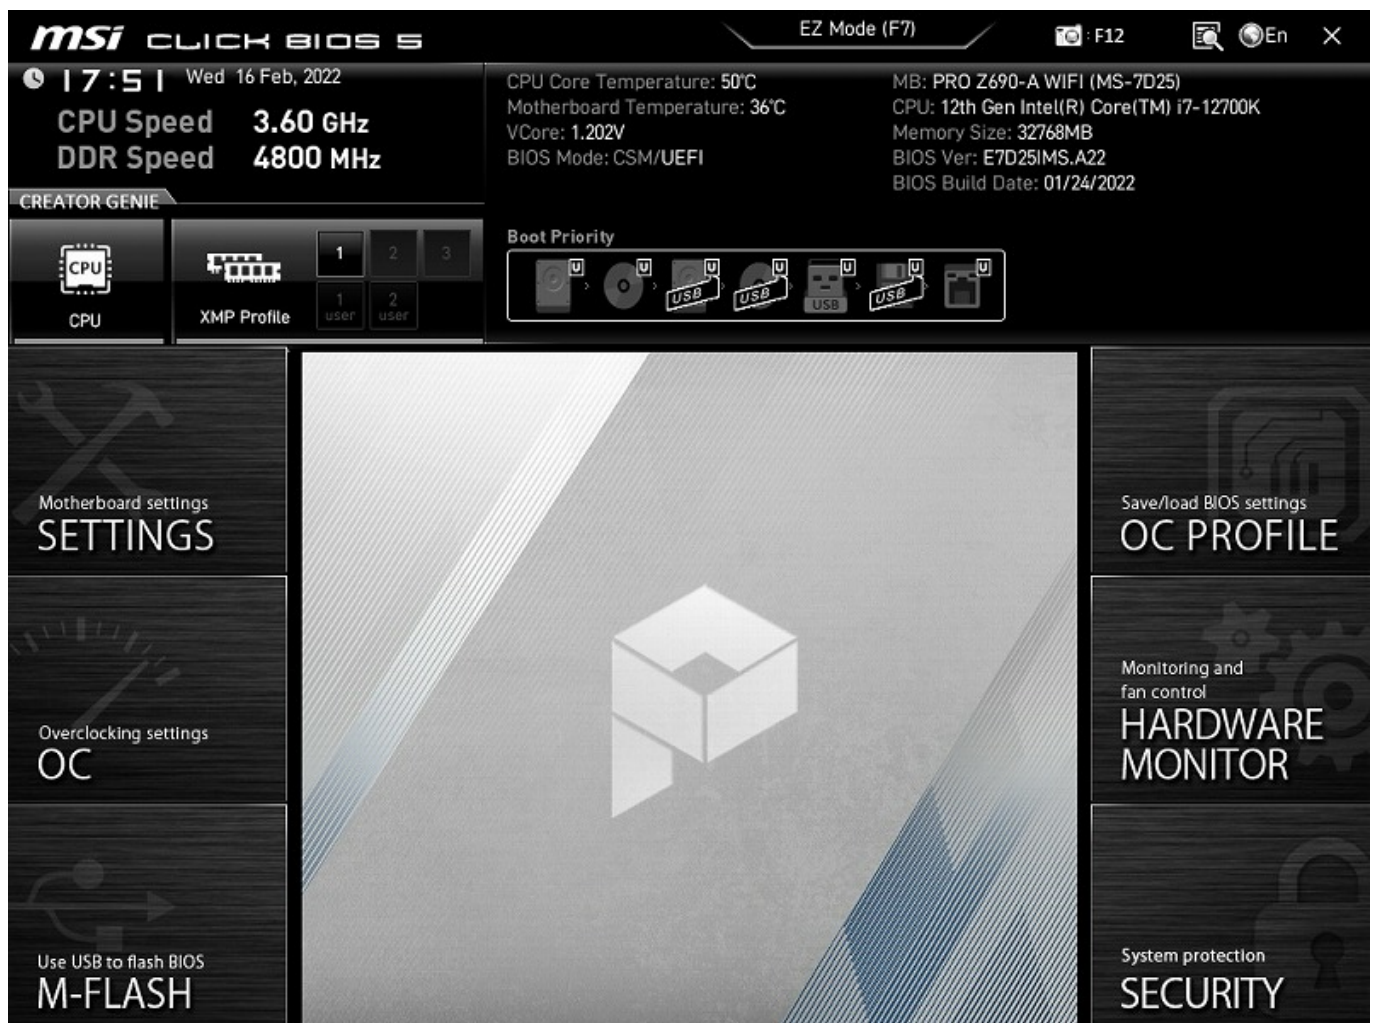 msi CLICK BIOS 5
EZ Mode (F7)
: F12
En
X
17:51 Wed 16 Feb, 2022
CPU Speed 3.60 GHz
DDR Speed 4800 MHz
CPU Core Temperature: 50°C
Motherboard Temperature: 36°C
VCore: 1.202V
BIOS Mode: CSM/UEFI
MB: PRO Z690-A WIFI (MS-7D25)
CPU: 12th Gen Intel(R) Core(TM) i7-12700K
Memory Size: 32768MB
BIOS Ver: E7D25IMS.A22
BIOS Build Date: 01/24/2022
CREATOR GENIE
CPU
CPU
XMP Profile
1 2 3
1 user 2 user
Boot Priority
U U U U U U U
USB USB USB USB
Motherboard settings
SETTINGS
Overclocking settings
OC
Use USB to flash BIOS
M-FLASH
Save/load BIOS settings
OC PROFILE
Monitoring and
fan control
HARDWARE
MONITOR
System protection
SECURITY